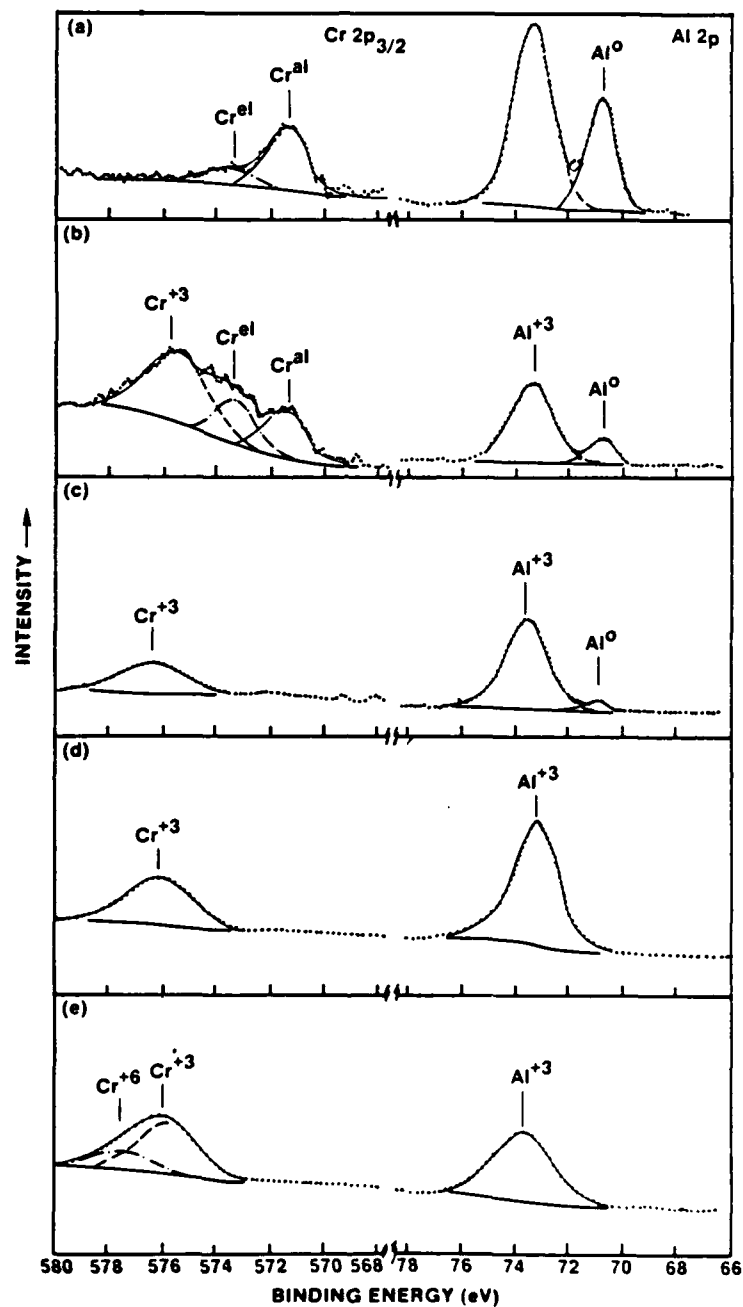 (a)
Cr 2p3/2
Al 2p
Cr^el
Cr^al
Al^o
(b)
Cr^+3
Cr^el
Cr^al
Al^+3
Al^o
(c)
Cr^+3
Al^+3
Al^o
(d)
Cr^+3
Al^+3
(e)
Cr^+6
Cr^+3
Al^+3
INTENSITY →
580 578 576 574 572 570 568 78 76 74 72 70 68 66
BINDING ENERGY (eV)